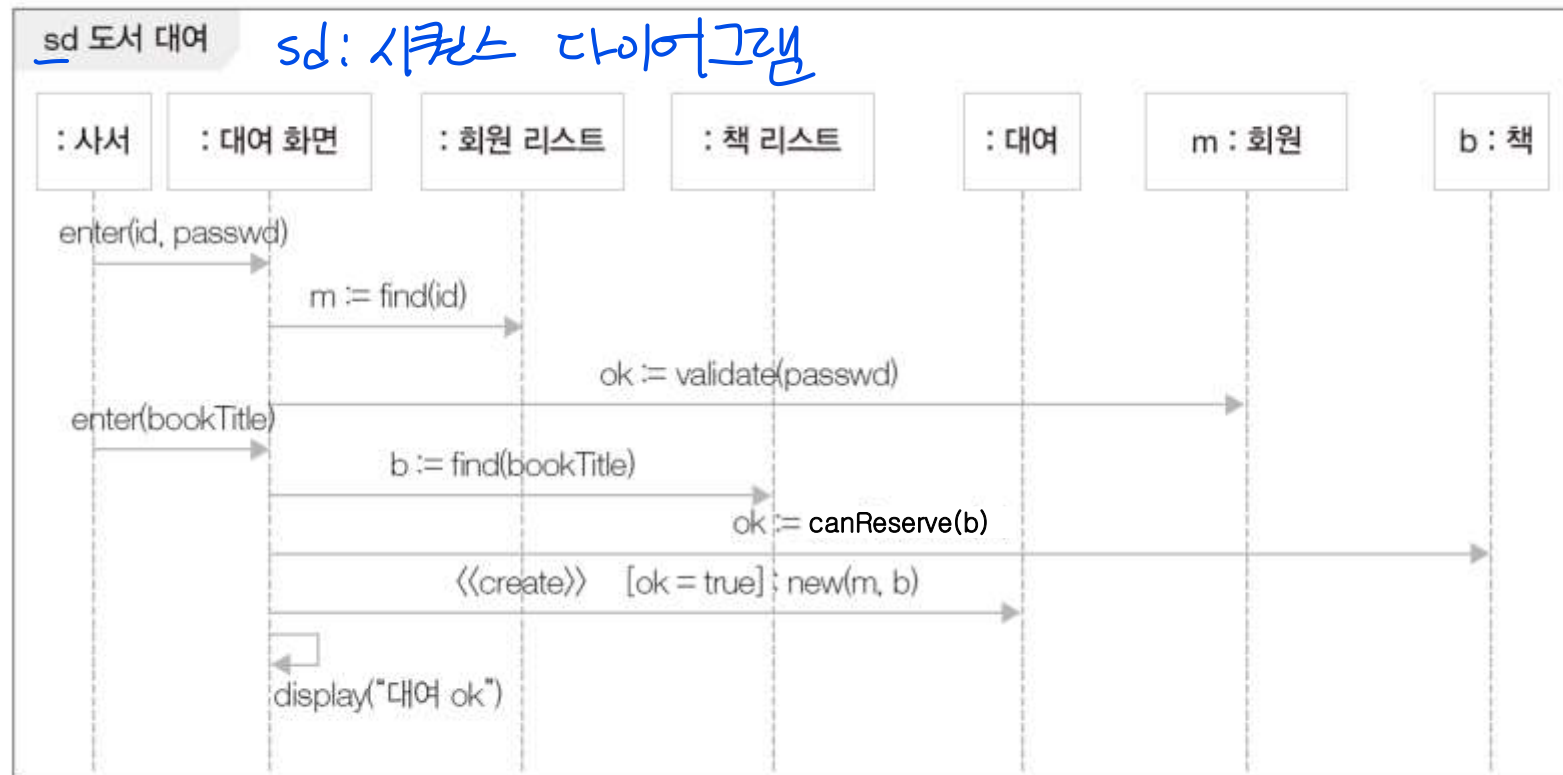 sd 도서 대여
sd: 시퀀스 다이어그램
: 사서
: 대여 화면
: 회원 리스트
: 책 리스트
: 대여
m : 회원
b : 책
enter(id, passwd)
m := find(id)
ok := validate(passwd)
enter(bookTitle)
b := find(bookTitle)
ok := canReserve(b)
《create》 [ok = true] : new(m, b)
display("대여 ok")